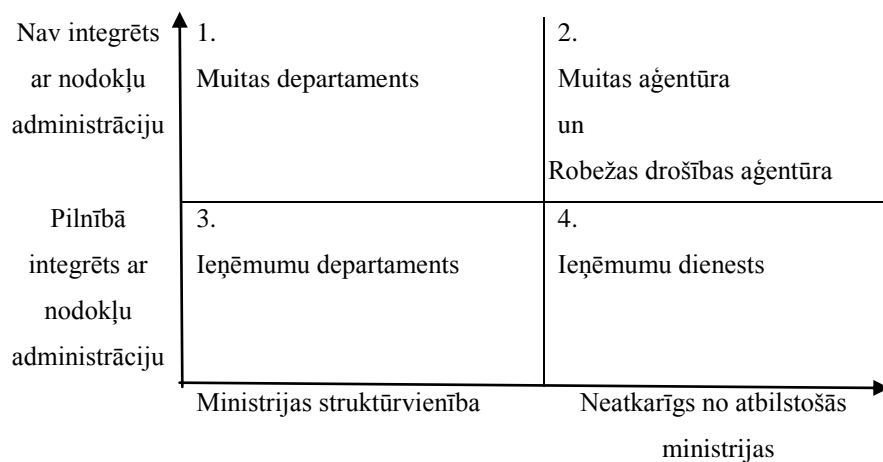 Nav integrēts
ar nodokļu
administrāciju
1.
Muitas departaments
2.
Muitas aģentūra
un
Robežas drošības aģentūra
Pilnībā
integrēts ar
nodokļu
administrāciju
3.
Ieņēmumu departaments
4.
Ieņēmumu dienests
Ministrijas struktūrvienība
Neatkarīgs no atbilstošās
ministrijas